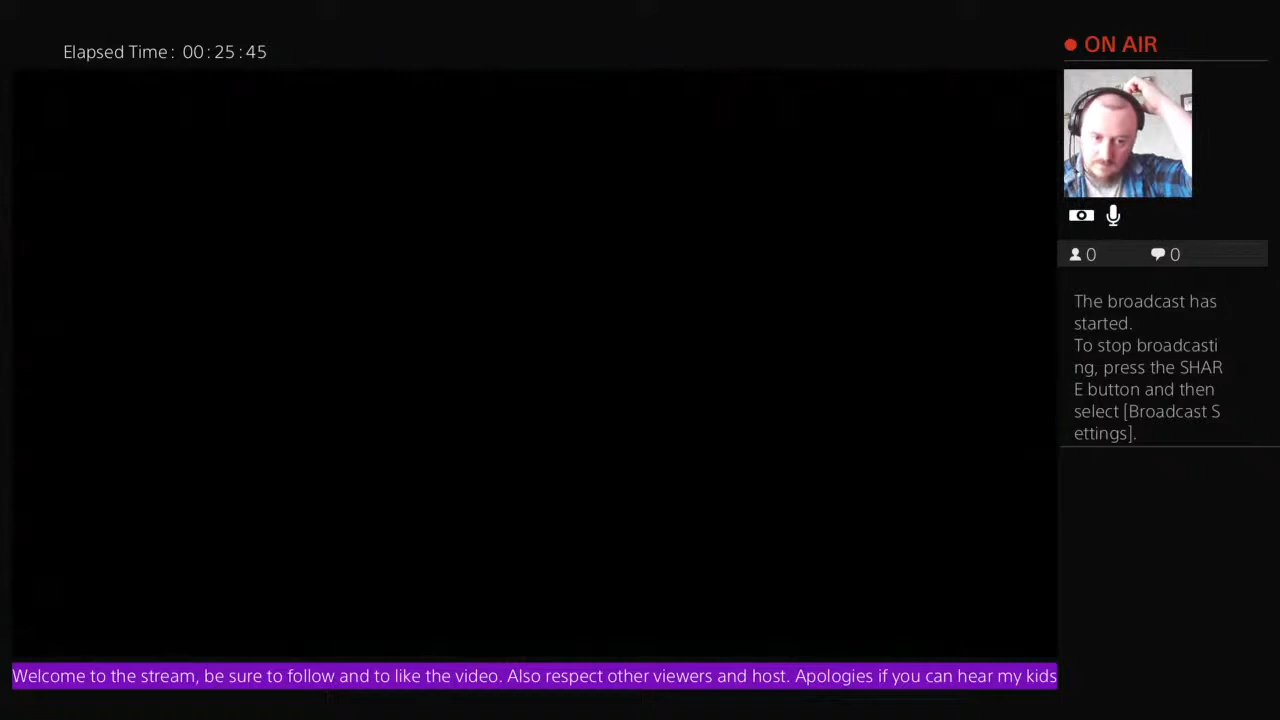 Elapsed Time: 00:25:45
ON AIR
0 0
The broadcast has
started.
To stop broadcasti
ng, press the SHAR
E button and then
select [Broadcast S
ettings].
Welcome to the stream, be sure to follow and to like the video. Also respect other viewers and host. Apologies if you can hear my kids